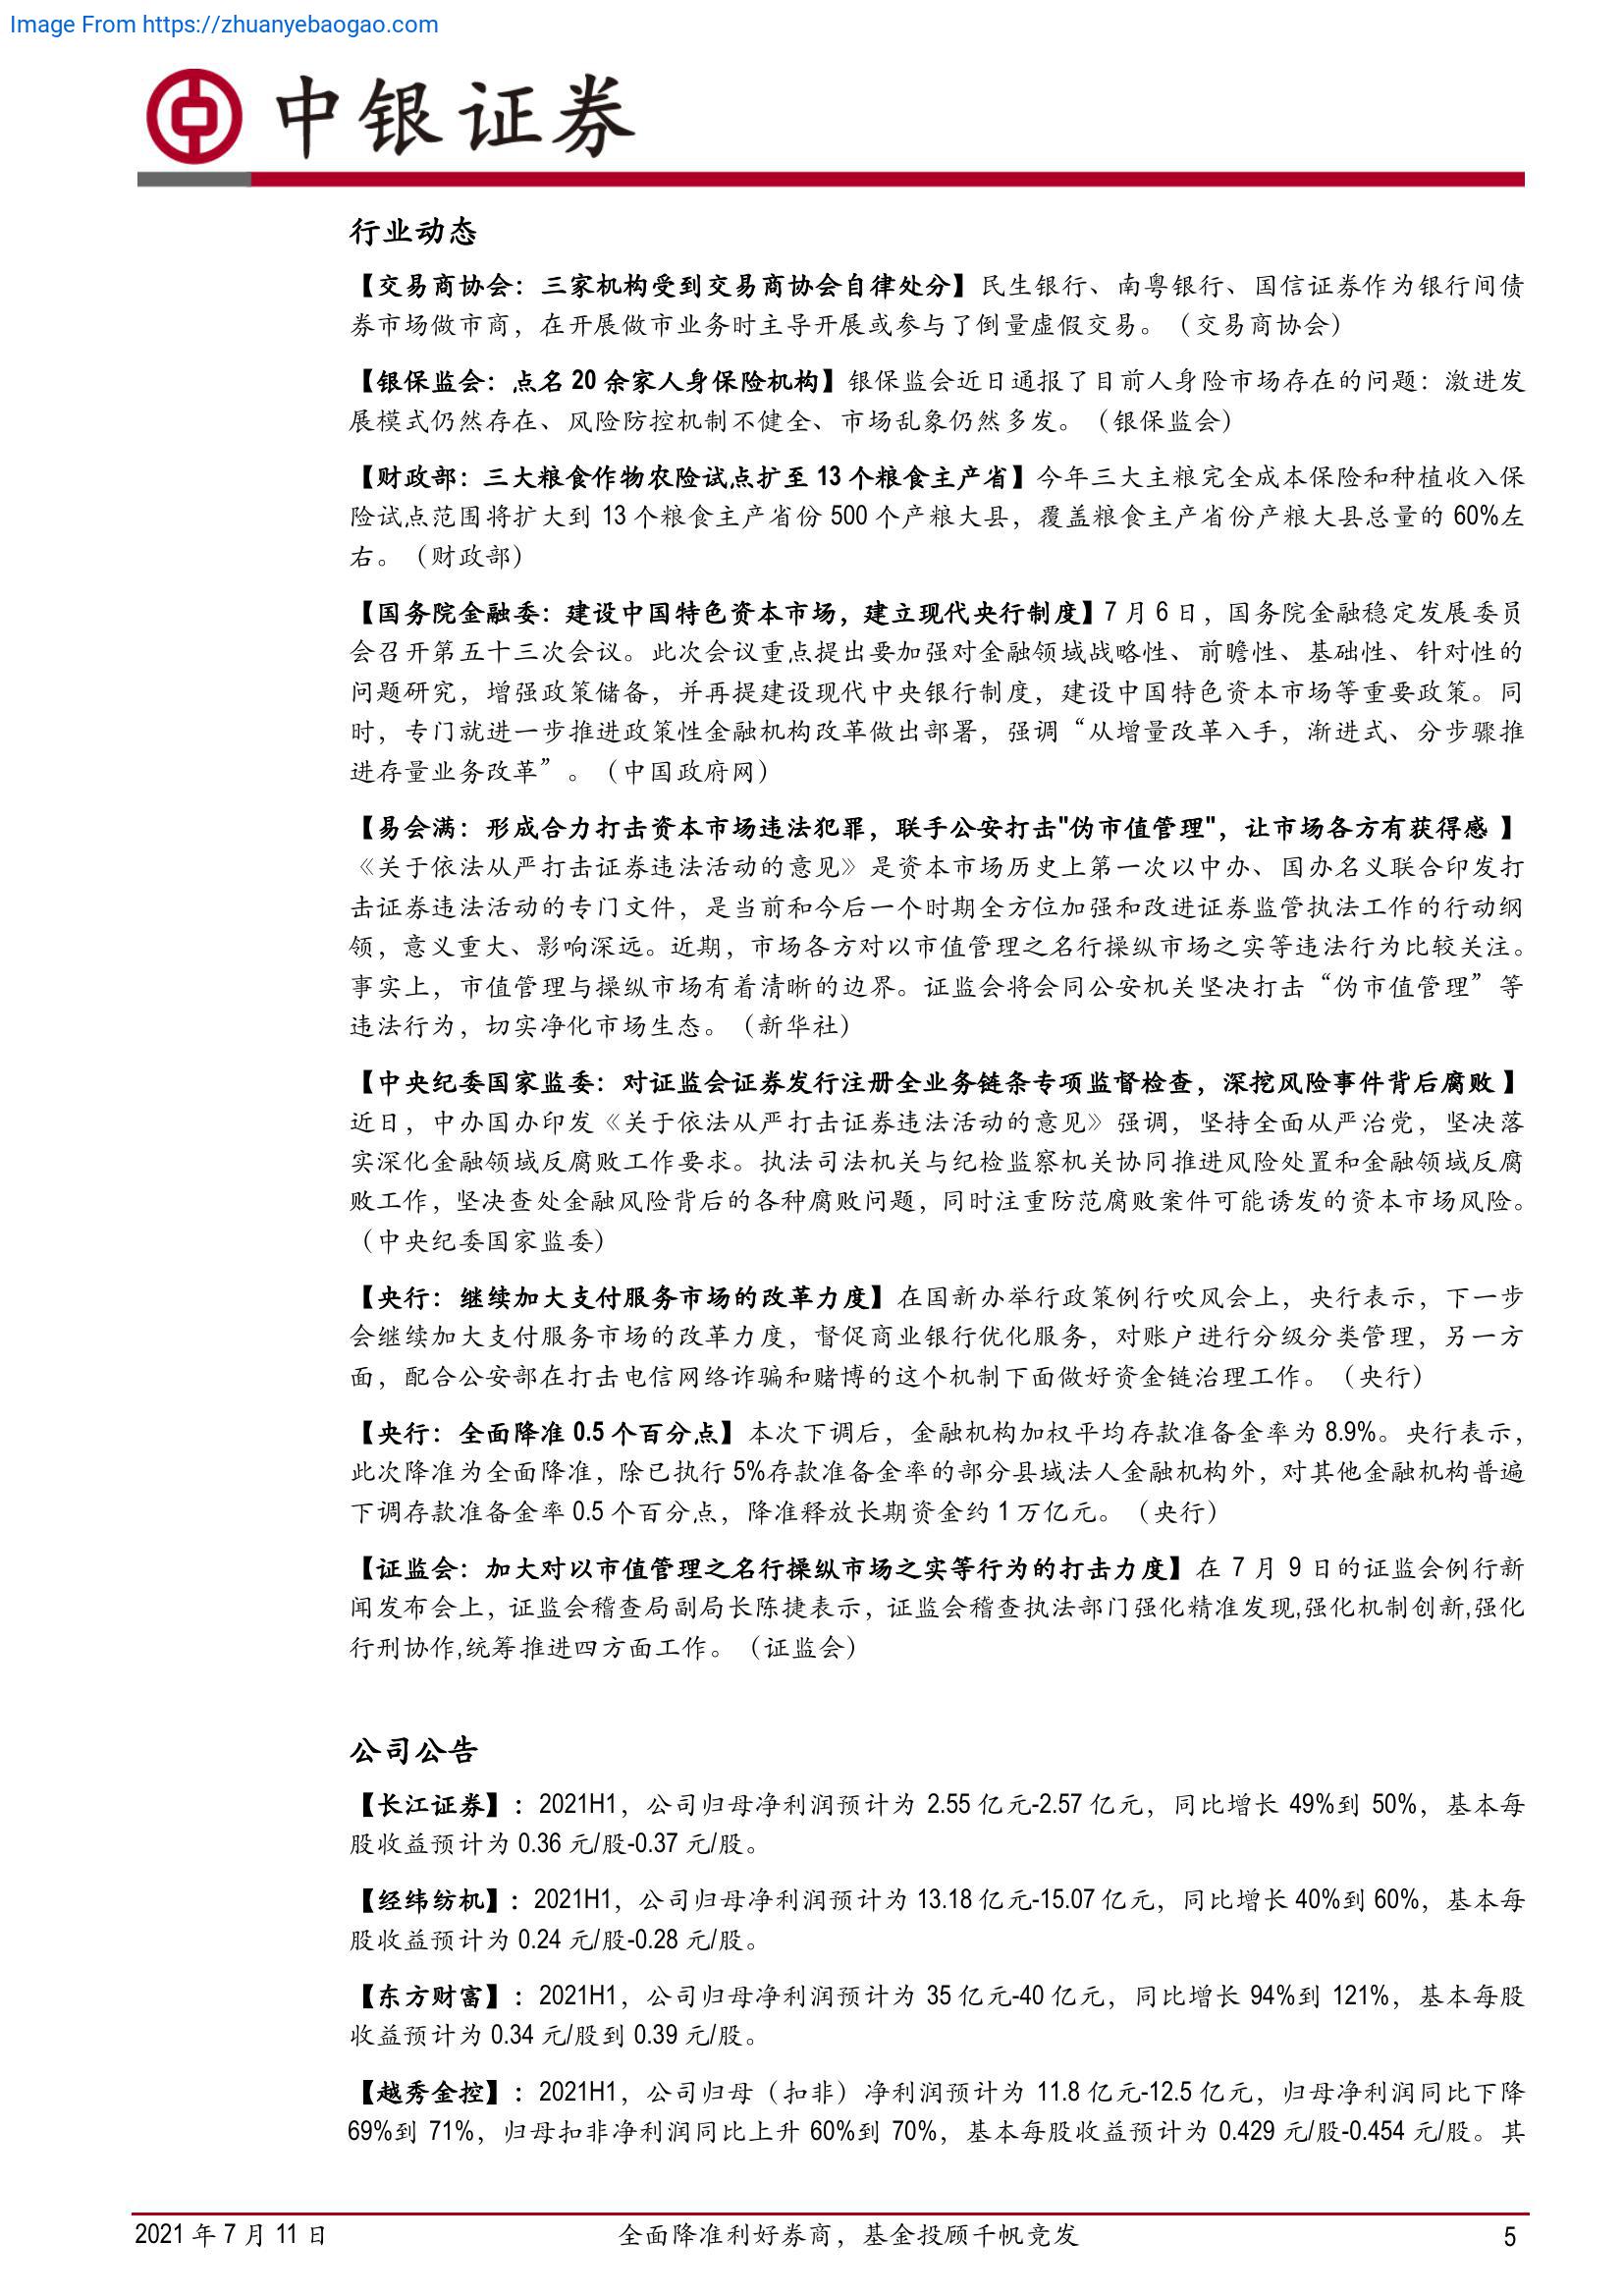 Image From https://zhuanyebaogao.com
中银证券
行业动态
【交易商协会：三家机构受到交易商协会自律处分】民生银行、南粤银行、国信证券作为银行间债
券市场做市商，在开展做市业务时主导开展或参与了倒量虚假交易。（交易商协会）
【银保监会：点名 20 余家人身保险机构】银保监会近日通报了目前人身险市场存在的问题：激进发
展模式仍然存在、风险防控机制不健全、市场乱象仍然多发。（银保监会）
【财政部：三大粮食作物农险试点扩至 13 个粮食主产省】今年三大主粮完全成本保险和种植收入保
险试点范围将扩大到 13 个粮食主产省份 500 个产粮大县，覆盖粮食主产省份产粮大县总量的 60%左
右。（财政部）
【国务院金融委：建设中国特色资本市场，建立现代央行制度】7 月 6 日，国务院金融稳定发展委员
会召开第五十三次会议。此次会议重点提出要加强对金融领域战略性、前瞻性、基础性、针对性的
问题研究，增强政策储备，并再提建设现代中央银行制度，建设中国特色资本市场等重要政策。同
时，专门就进一步推进政策性金融机构改革做出部署，强调“从增量改革入手，渐进式、分步骤推
进存量业务改革”。（中国政府网）
【易会满：形成合力打击资本市场违法犯罪，联手公安打击"伪市值管理"，让市场各方有获得感 】
《关于依法从严打击证券违法活动的意见》是资本市场历史上第一次以中办、国办名义联合印发打
击证券违法活动的专门文件，是当前和今后一个时期全方位加强和改进证券监管执法工作的行动纲
领，意义重大、影响深远。近期，市场各方对以市值管理之名行操纵市场之实等违法行为比较关注。
事实上，市值管理与操纵市场有着清晰的边界。证监会将会同公安机关坚决打击“伪市值管理”等
违法行为，切实净化市场生态。（新华社）
【中央纪委国家监委：对证监会证券发行注册全业务链条专项监督检查，深挖风险事件背后腐败 】
近日，中办国办印发《关于依法从严打击证券违法活动的意见》强调，坚持全面从严治党，坚决落
实深化金融领域反腐败工作要求。执法司法机关与纪检监察机关协同推进风险处置和金融领域反腐
败工作，坚决查处金融风险背后的各种腐败问题，同时注重防范腐败案件可能诱发的资本市场风险。
（中央纪委国家监委）
【央行：继续加大支付服务市场的改革力度】在国新办举行政策例行吹风会上，央行表示，下一步
会继续加大支付服务市场的改革力度，督促商业银行优化服务，对账户进行分级分类管理，另一方
面，配合公安部在打击电信网络诈骗和赌博的这个机制下面做好资金链治理工作。（央行）
【央行：全面降准 0.5 个百分点】本次下调后，金融机构加权平均存款准备金率为 8.9%。央行表示，
此次降准为全面降准，除已执行 5%存款准备金率的部分县域法人金融机构外，对其他金融机构普遍
下调存款准备金率 0.5 个百分点，降准释放长期资金约 1 万亿元。（央行）
【证监会：加大对以市值管理之名行操纵市场之实等行为的打击力度】在 7 月 9 日的证监会例行新
闻发布会上，证监会稽查局副局长陈捷表示，证监会稽查执法部门强化精准发现,强化机制创新,强化
行刑协作,统筹推进四方面工作。（证监会）
公司公告
【长江证券】：2021H1，公司归母净利润预计为 2.55 亿元-2.57 亿元，同比增长 49%到 50%，基本每
股收益预计为 0.36 元/股-0.37 元/股。
【经纬纺机】：2021H1，公司归母净利润预计为 13.18 亿元-15.07 亿元，同比增长 40%到 60%，基本每
股收益预计为 0.24 元/股-0.28 元/股。
【东方财富】：2021H1，公司归母净利润预计为 35 亿元-40 亿元，同比增长 94%到 121%，基本每股
收益预计为 0.34 元/股到 0.39 元/股。
【越秀金控】：2021H1，公司归母（扣非）净利润预计为 11.8 亿元-12.5 亿元，归母净利润同比下降
69%到 71%，归母扣非净利润同比上升 60%到 70%，基本每股收益预计为 0.429 元/股-0.454 元/股。其
2021 年 7 月 11 日
全面降准利好券商，基金投顾千帆竞发
5